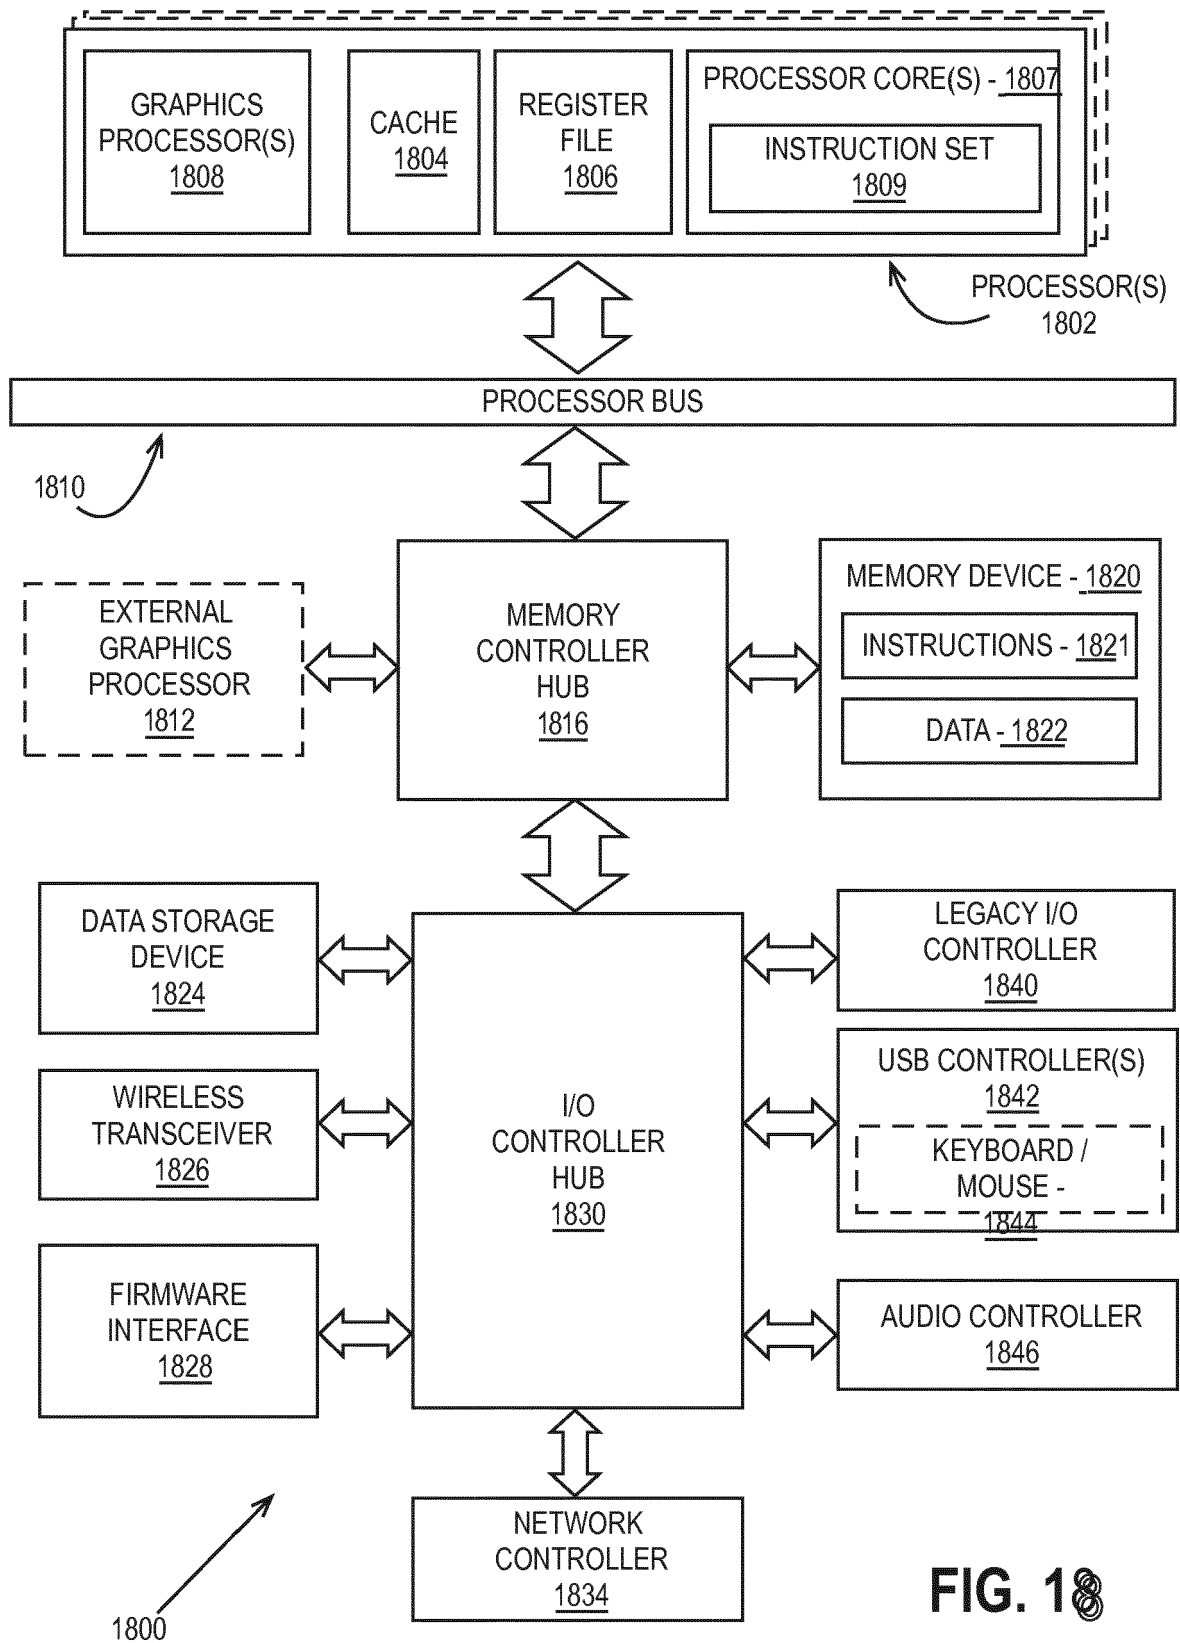 GRAPHICS
PROCESSOR(S)
1808
CACHE
1804
REGISTER
FILE
1806
PROCESSOR CORE(S) - 1807
INSTRUCTION SET
1809
PROCESSOR(S)
1802
PROCESSOR BUS
1810
EXTERNAL
GRAPHICS
PROCESSOR
1812
MEMORY
CONTROLLER
HUB
1816
MEMORY DEVICE - 1820
INSTRUCTIONS - 1821
DATA - 1822
DATA STORAGE
DEVICE
1824
WIRELESS
TRANSCEIVER
1826
FIRMWARE
INTERFACE
1828
I/O
CONTROLLER
HUB
1830
LEGACY I/O
CONTROLLER
1840
USB CONTROLLER(S)
1842
KEYBOARD /
MOUSE -
1844
AUDIO CONTROLLER
1846
NETWORK
CONTROLLER
1834
1800
FIG. 18